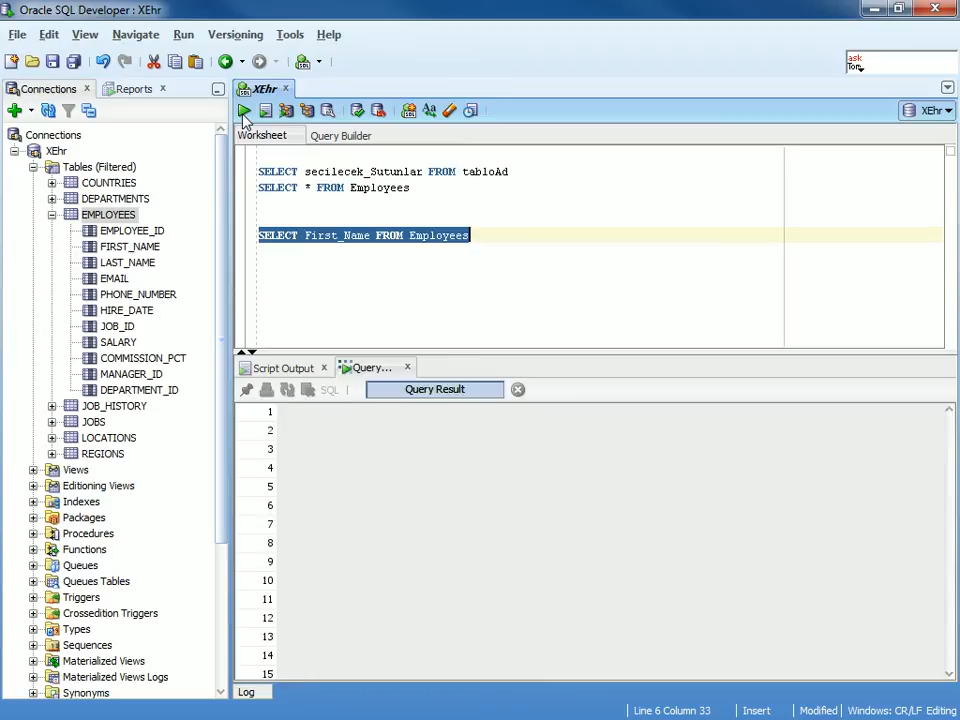 Oracle SQL Developer : XEhr
File Edit View Navigate Run Versioning Tools Help
ask
Tom
Connections Reports
XEhr
XEhr
Worksheet Query Builder
Connections
XEhr
Tables (Filtered)
COUNTRIES
DEPARTMENTS
EMPLOYEES
EMPLOYEE_ID
FIRST_NAME
LAST_NAME
EMAIL
PHONE_NUMBER
HIRE_DATE
JOB_ID
SALARY
COMMISSION_PCT
MANAGER_ID
DEPARTMENT_ID
JOB_HISTORY
JOBS
LOCATIONS
REGIONS
Views
Editioning Views
Indexes
Packages
Procedures
Functions
Queues
Queues Tables
Triggers
Crossedition Triggers
Types
Sequences
Materialized Views
Materialized Views Logs
Synonyms
SELECT secilecek_Sutunlar FROM tabloAd
SELECT * FROM Employees
SELECT First_Name FROM Employees
Script Output Query...
SQL Query Result
1
2
3
4
5
6
7
8
9
10
11
12
13
14
15
Log
Line 6 Column 33 Insert Modified Windows: CR/LF Editing